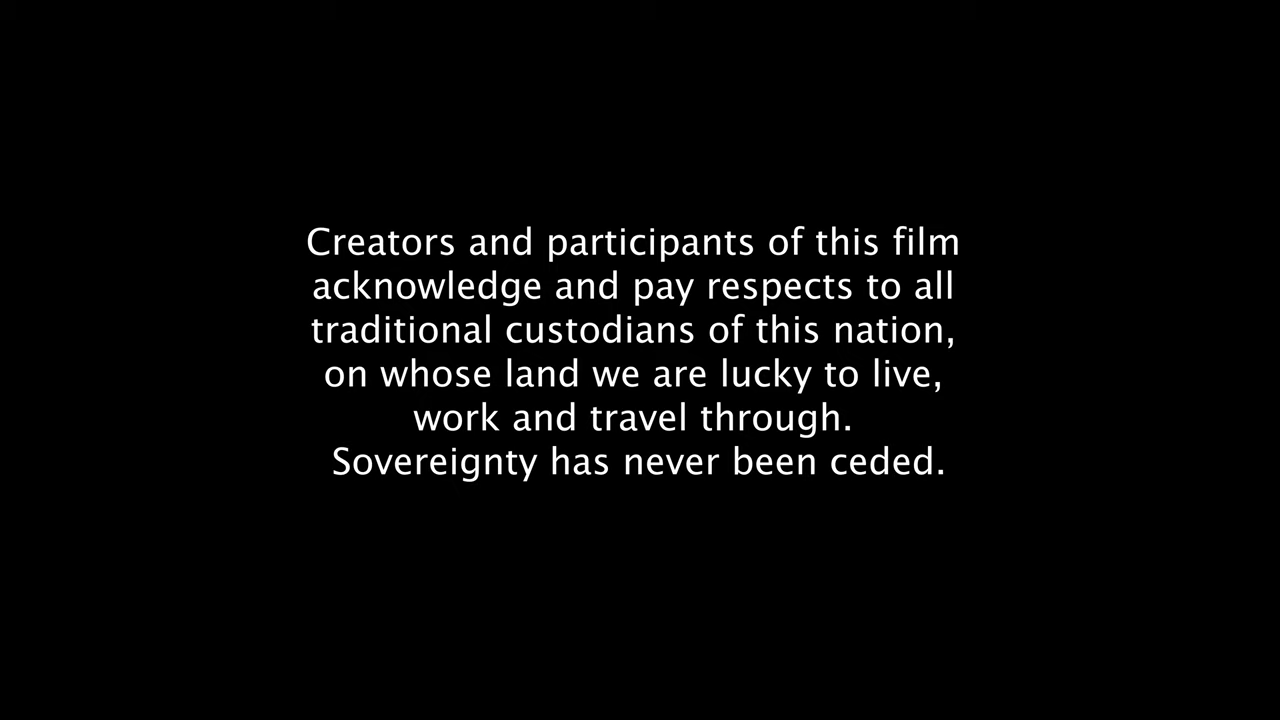 Creators and participants of this film
acknowledge and pay respects to all
traditional custodians of this nation,
on whose land we are lucky to live,
work and travel through.
Sovereignty has never been ceded.